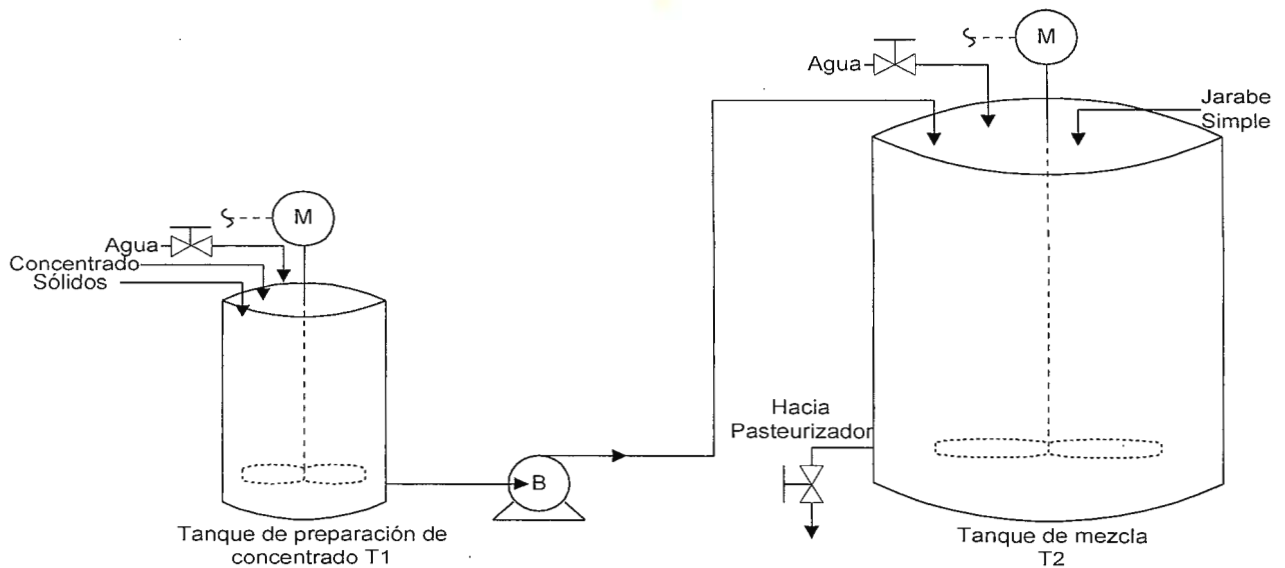 M
Agua
Jarabe
Simple
M
Agua
Concentrado
Sólidos
Hacia
Pasteurizador
B
Tanque de preparación de
concentrado T1
Tanque de mezcla
T2